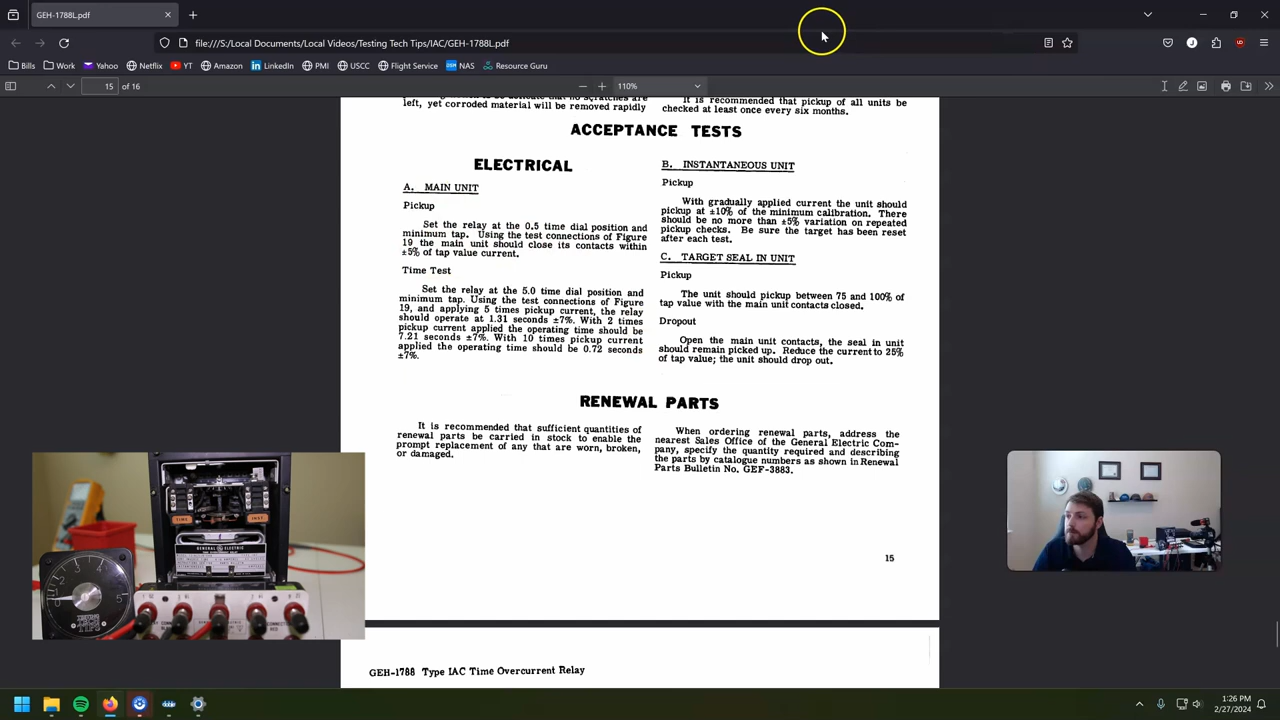 GEH-1788L.pdf
file:///S:/Local Documents/Local Videos/Testing Tech Tips/IAC/GEH-1788L.pdf
Bills Work Yahoo Netflix YT Amazon LinkedIn PMI USCC Flight Service NAS Resource Guru
15 of 16
110%
left, yet corroded material will be removed rapidly
It is recommended that pickup of all units be
checked at least once every six months.
ACCEPTANCE TESTS
ELECTRICAL
A. MAIN UNIT
Pickup
Set the relay at the 0.5 time dial position and
minimum tap. Using the test connections of Figure
19 the main unit should close its contacts within
±5% of tap value current.
Time Test
Set the relay at the 5.0 time dial position and
minimum tap. Using the test connections of Figure
19, and applying 5 times pickup current, the relay
should operate at 1.31 seconds ±7%. With 2 times
pickup current applied the operating time should be
7.21 seconds ±7%. With 10 times pickup current
applied the operating time should be 0.72 seconds
±7%.
B. INSTANTANEOUS UNIT
Pickup
With gradually applied current the unit should
pickup at ±10% of the minimum calibration. There
should be no more than ±5% variation on repeated
pickup checks. Be sure the target has been reset
after each test.
C. TARGET SEAL IN UNIT
Pickup
The unit should pickup between 75 and 100% of
tap value with the main unit contacts closed.
Dropout
Open the main unit contacts, the seal in unit
should remain picked up. Reduce the current to 25%
of tap value; the unit should drop out.
RENEWAL PARTS
It is recommended that sufficient quantities of
renewal parts be carried in stock to enable the
prompt replacement of any that are worn, broken,
or damaged.
When ordering renewal parts, address the
nearest Sales Office of the General Electric Com-
pany, specify the quantity required and describing
the parts by catalogue numbers as shown in Renewal
Parts Bulletin No. GEF-3883.
15
GEH-1788 Type IAC Time Overcurrent Relay
TIME
INST
GENERAL ELECTRIC
1:26 PM
2/27/2024